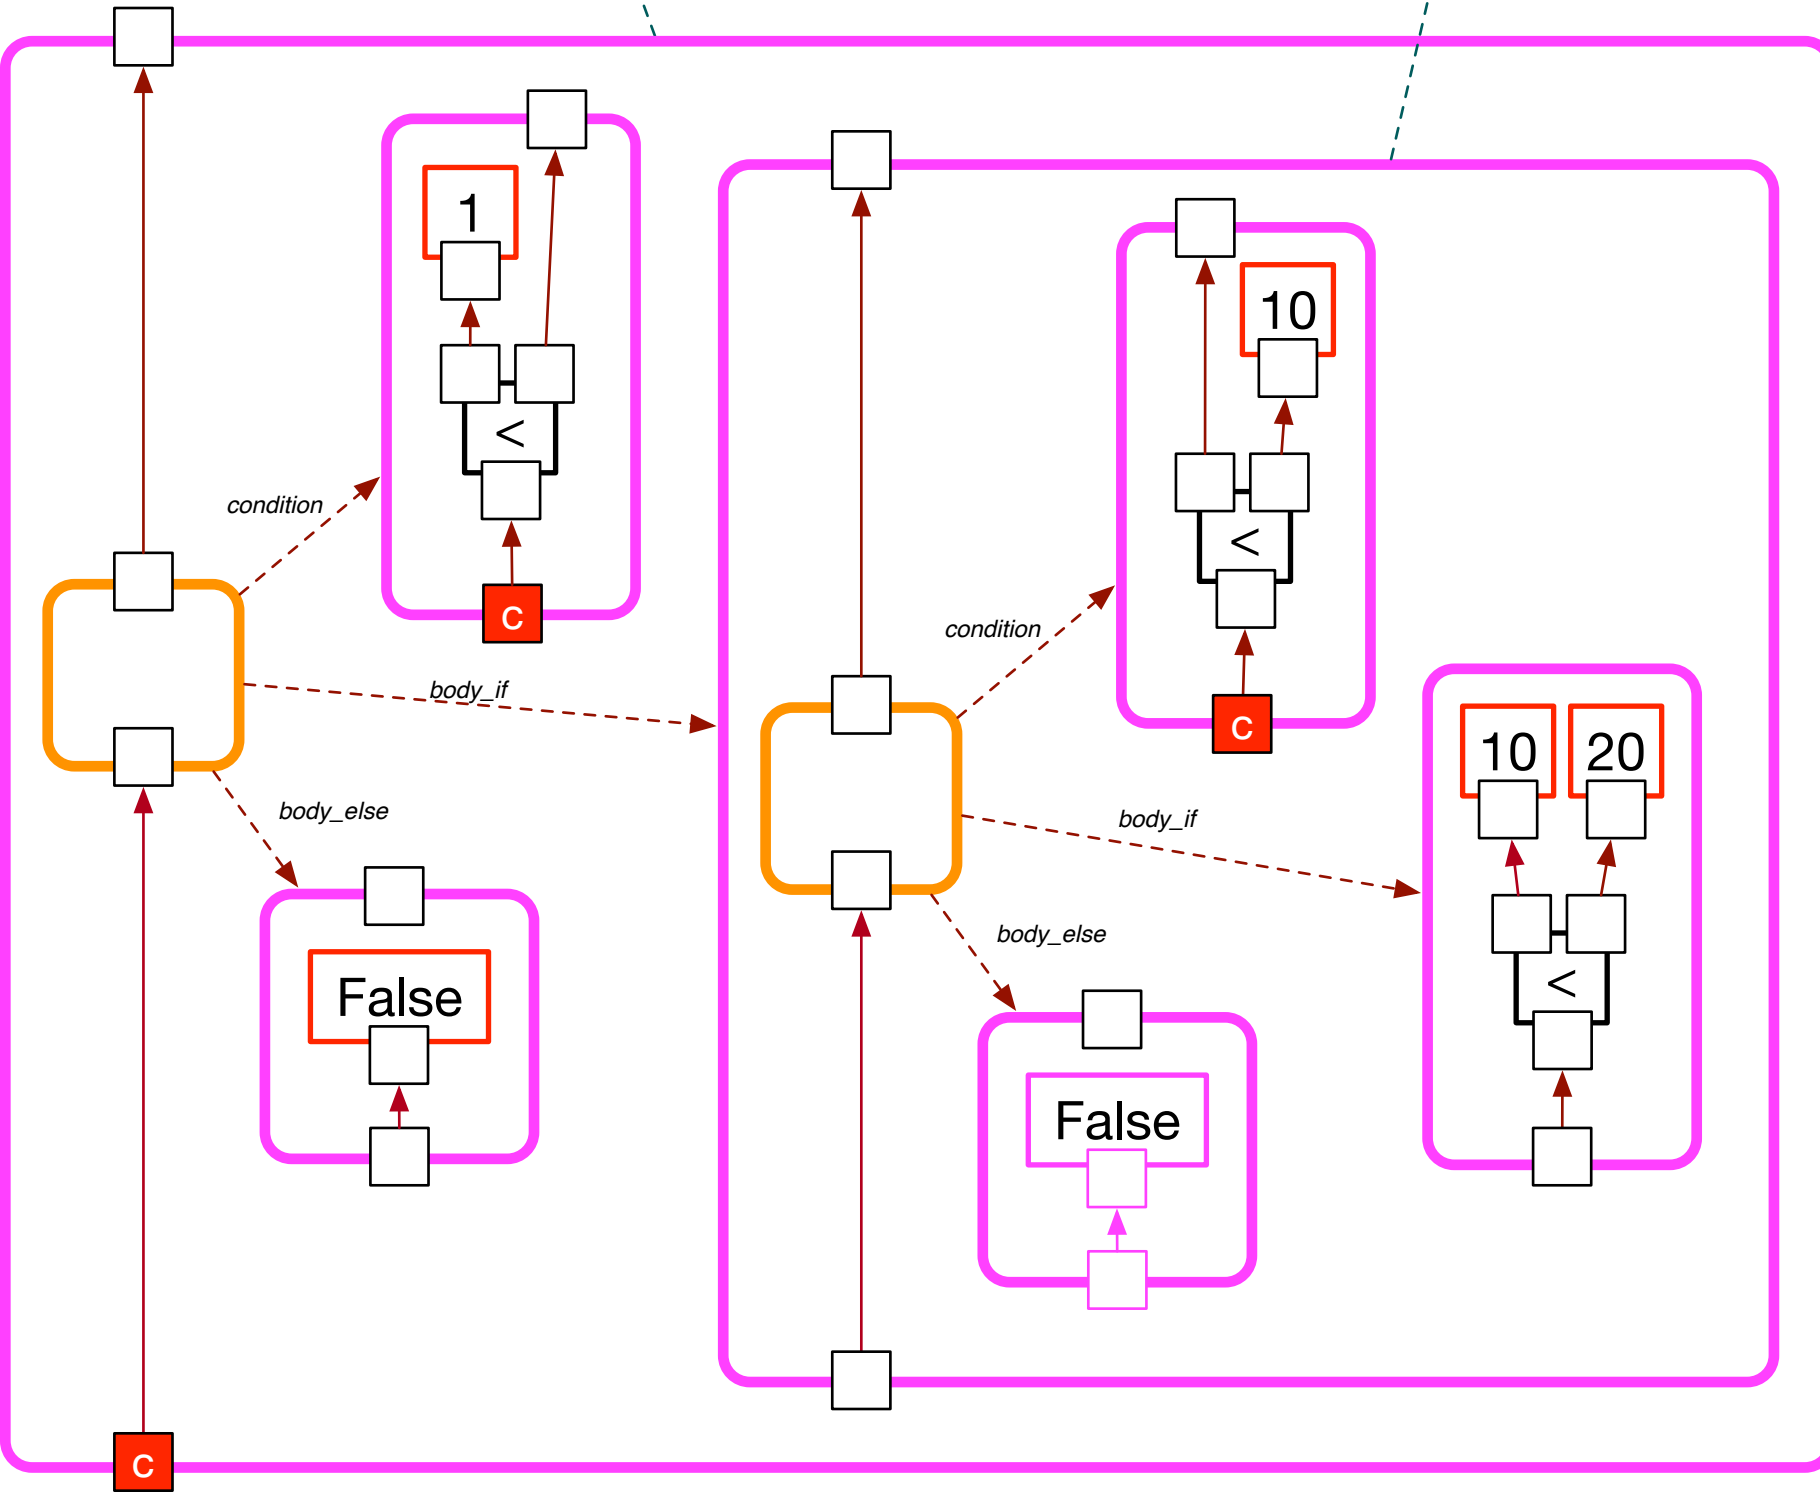 1
<
c
condition
body_if
body_else
False
c
10
<
c
condition
body_if
body_else
False
10 20
<